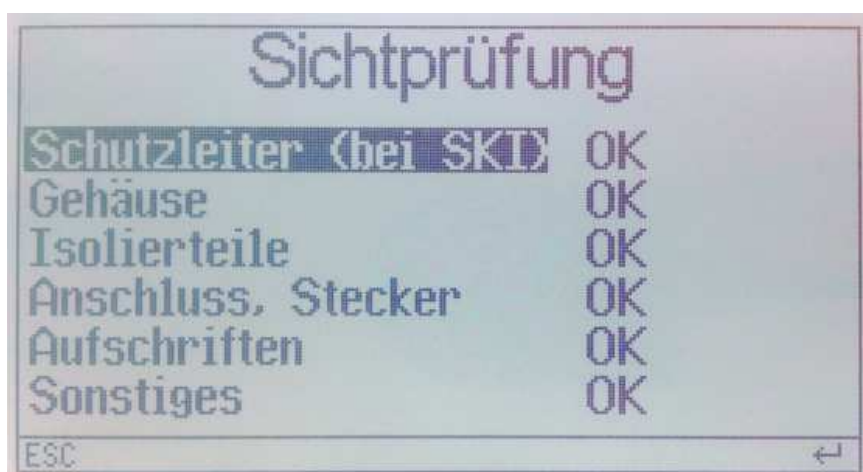 Sichtprüfung
Schutzleiter (bei SKI) OK
Gehäuse OK
Isolierteile OK
Anschluss, Stecker OK
Aufschriften OK
Sonstiges OK
ESC ↵